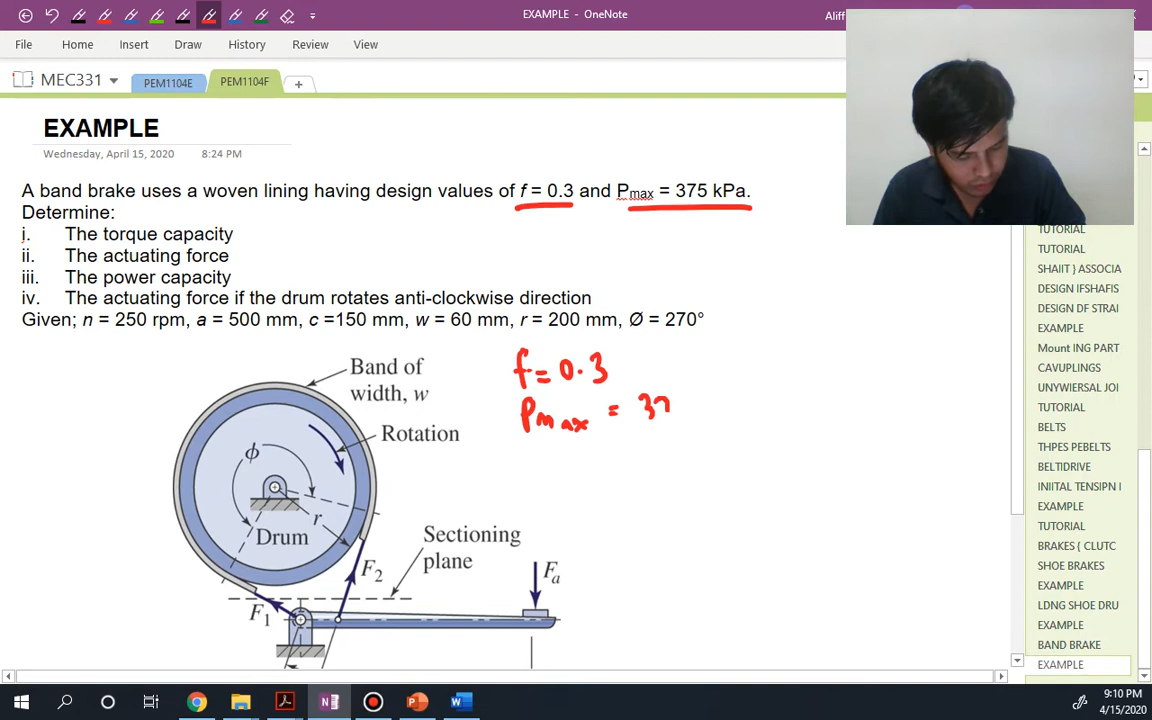 EXAMPLE - OneNote
Aliff
File Home Insert Draw History Review View
MEC331 PEM1104E PEM1104F
EXAMPLE
Wednesday, April 15, 2020 8:24 PM
A band brake uses a woven lining having design values of f = 0.3 and Pmax = 375 kPa.
Determine:
i. The torque capacity
ii. The actuating force
iii. The power capacity
iv. The actuating force if the drum rotates anti-clockwise direction
Given; n = 250 rpm, a = 500 mm, c =150 mm, w = 60 mm, r = 200 mm, Ø = 270°
f = 0.3
Pmax = 37
Band of
width, w
Rotation
ϕ
r
Drum
Sectioning
plane
F2
Fa
F1
TUTORIAL
TUTORIAL
SHAIIT } ASSOCIA
DESIGN IFSHAFIS
DESIGN DF STRAI
EXAMPLE
Mount ING PART
CAVUPLINGS
UNYWIERSAL JOI
TUTORIAL
BELTS
THPES PEBELTS
BELTIDRIVE
INIITAL TENSIPN I
EXAMPLE
TUTORIAL
BRAKES { CLUTC
SHOE BRAKES
EXAMPLE
LDNG SHOE DRU
EXAMPLE
BAND BRAKE
EXAMPLE
9:10 PM
4/15/2020